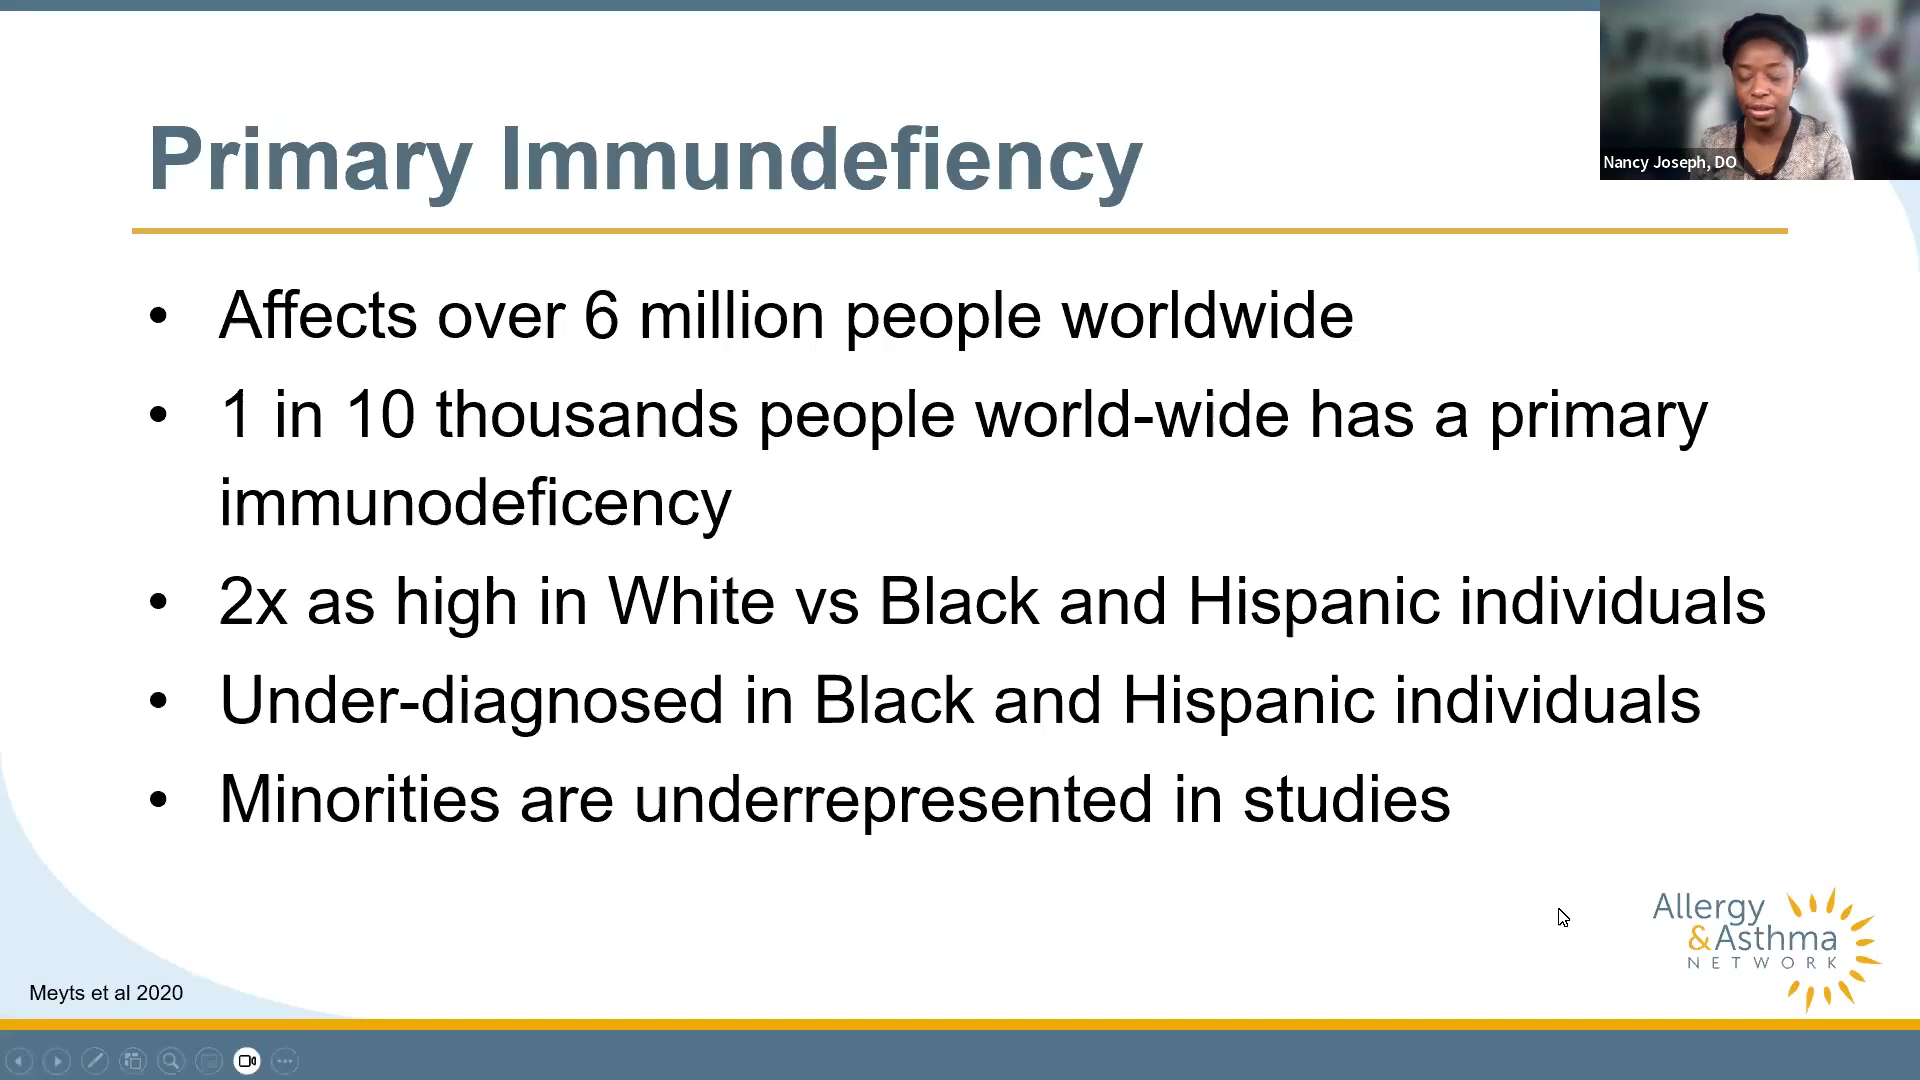 Primary Immundefiency
Nancy Joseph, DO
• Affects over 6 million people worldwide
• 1 in 10 thousands people world-wide has a primary
immunodeficency
• 2x as high in White vs Black and Hispanic individuals
• Under-diagnosed in Black and Hispanic individuals
• Minorities are underrepresented in studies
Allergy
&Asthma
NETWORK
Meyts et al 2020